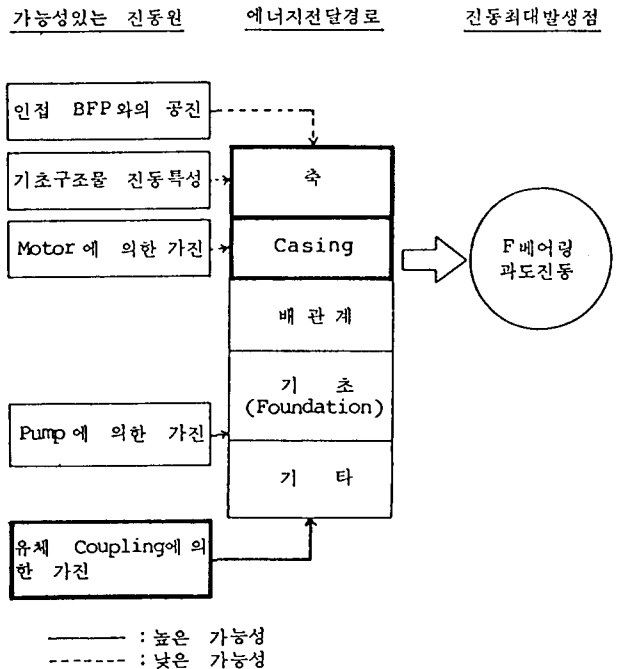 가능성있는 진동원
에너지전달경로
진동최대발생점
인접 BFP와의 공진
기초구조물 진동특성
Motor에 의한 가진
Pump에 의한 가진
유체 Coupling에 의
한 가진
축
Casing
배 관 계
기 초
(Foundation)
기 타
F베어링
과도진동
: 높은 가능성
: 낮은 가능성